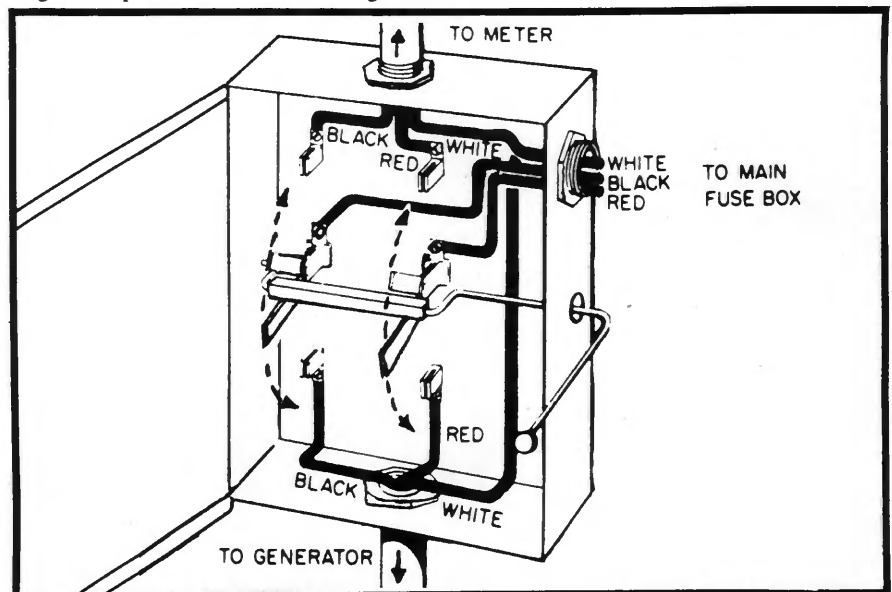 TO METER
BLACK
RED
WHITE
WHITE
BLACK
RED
TO MAIN
FUSE BOX
RED
BLACK
WHITE
TO GENERATOR